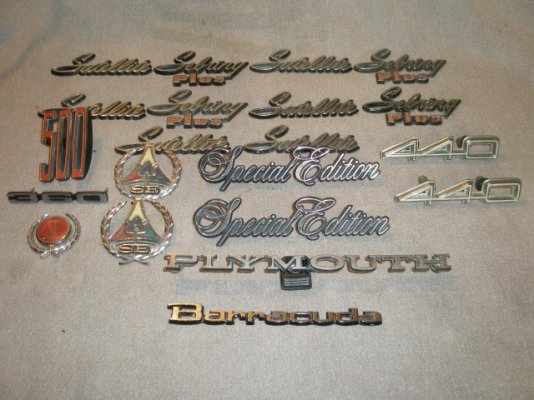 Satellite Sebring Satellite Sebring
Plus Plus
Satellite Sebring Satellite Sebring
Plus Plus
500
Satellite Satellite
440
Special Edition
SE
360
440
Special Edition
SE
PLYMOUTH
Barracuda